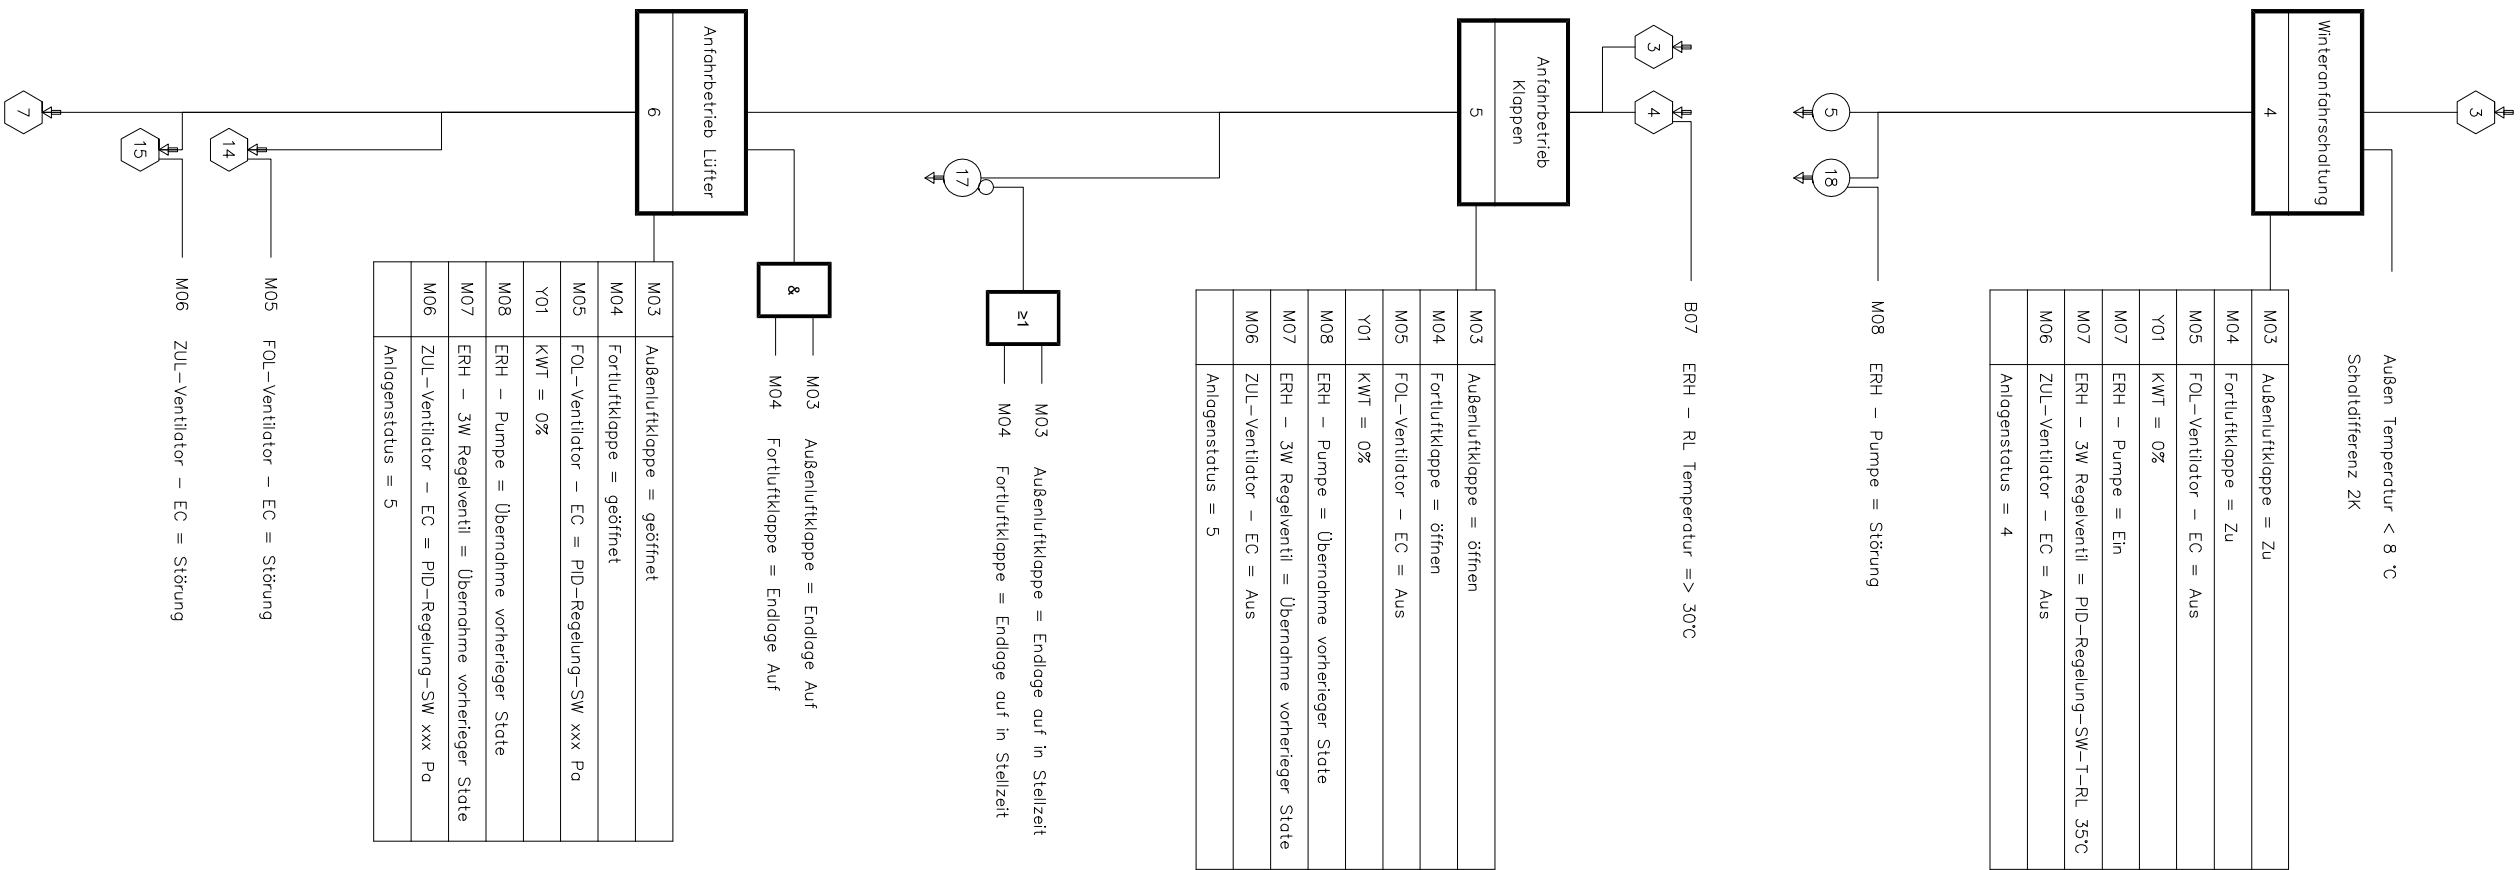 3
Winteranfahrschaltung
4
Außen Temperatur < 8 °C
Schaltdifferenz 2K
M03 Außenluftklappe = Zu
M04 Fortluftklappe = Zu
M05 FOL-Ventilator - EC = Aus
Y01 KWT = 0%
M07 ERH - Pumpe = Ein
M07 ERH - 3W Regelventil = PID-Regelung-SW-T-RL 35°C
M06 ZUL-Ventilator - EC = Aus
Anlagenstatus = 4
5
18
M08 ERH - Pumpe = Störung
3
4
B07 ERH - RL Temperatur => 30°C
Anfahrbetrieb
Klappen
5
M03 Außenluftklappe = öffnen
M04 Fortluftklappe = öffnen
M05 FOL-Ventilator - EC = Aus
Y01 KWT = 0%
M08 ERH - Pumpe = Übernahme vorherieger State
M07 ERH - 3W Regelventil = Übernahme vorherieger State
M06 ZUL-Ventilator - EC = Aus
Anlagenstatus = 5
17
≥1
M03 Außenluftklappe = Endlage auf in Stellzeit
M04 Fortluftklappe = Endlage auf in Stellzeit
&
M03 Außenluftklappe = Endlage Auf
M04 Fortluftklappe = Endlage Auf
Anfahrbetrieb Lüfter
6
M03 Außenluftklappe = geöffnet
M04 Fortluftklappe = geöffnet
M05 FOL-Ventilator - EC = PID-Regelung-SW xxx Pa
Y01 KWT = 0%
M08 ERH - Pumpe = Übernahme vorherieger State
M07 ERH - 3W Regelventil = Übernahme vorherieger State
M06 ZUL-Ventilator - EC = PID-Regelung-SW xxx Pa
Anlagenstatus = 5
14
M05 FOL-Ventilator - EC = Störung
15
M06 ZUL-Ventilator - EC = Störung
7